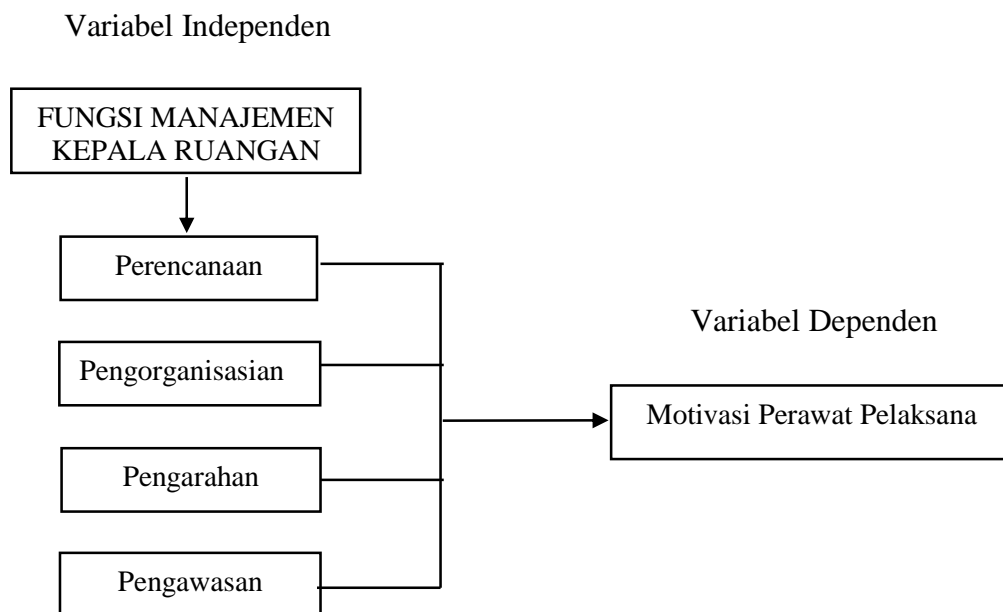 Variabel Independen
FUNGSI MANAJEMEN
KEPALA RUANGAN
Perencanaan
Pengorganisasian
Pengarahan
Pengawasan
Variabel Dependen
Motivasi Perawat Pelaksana